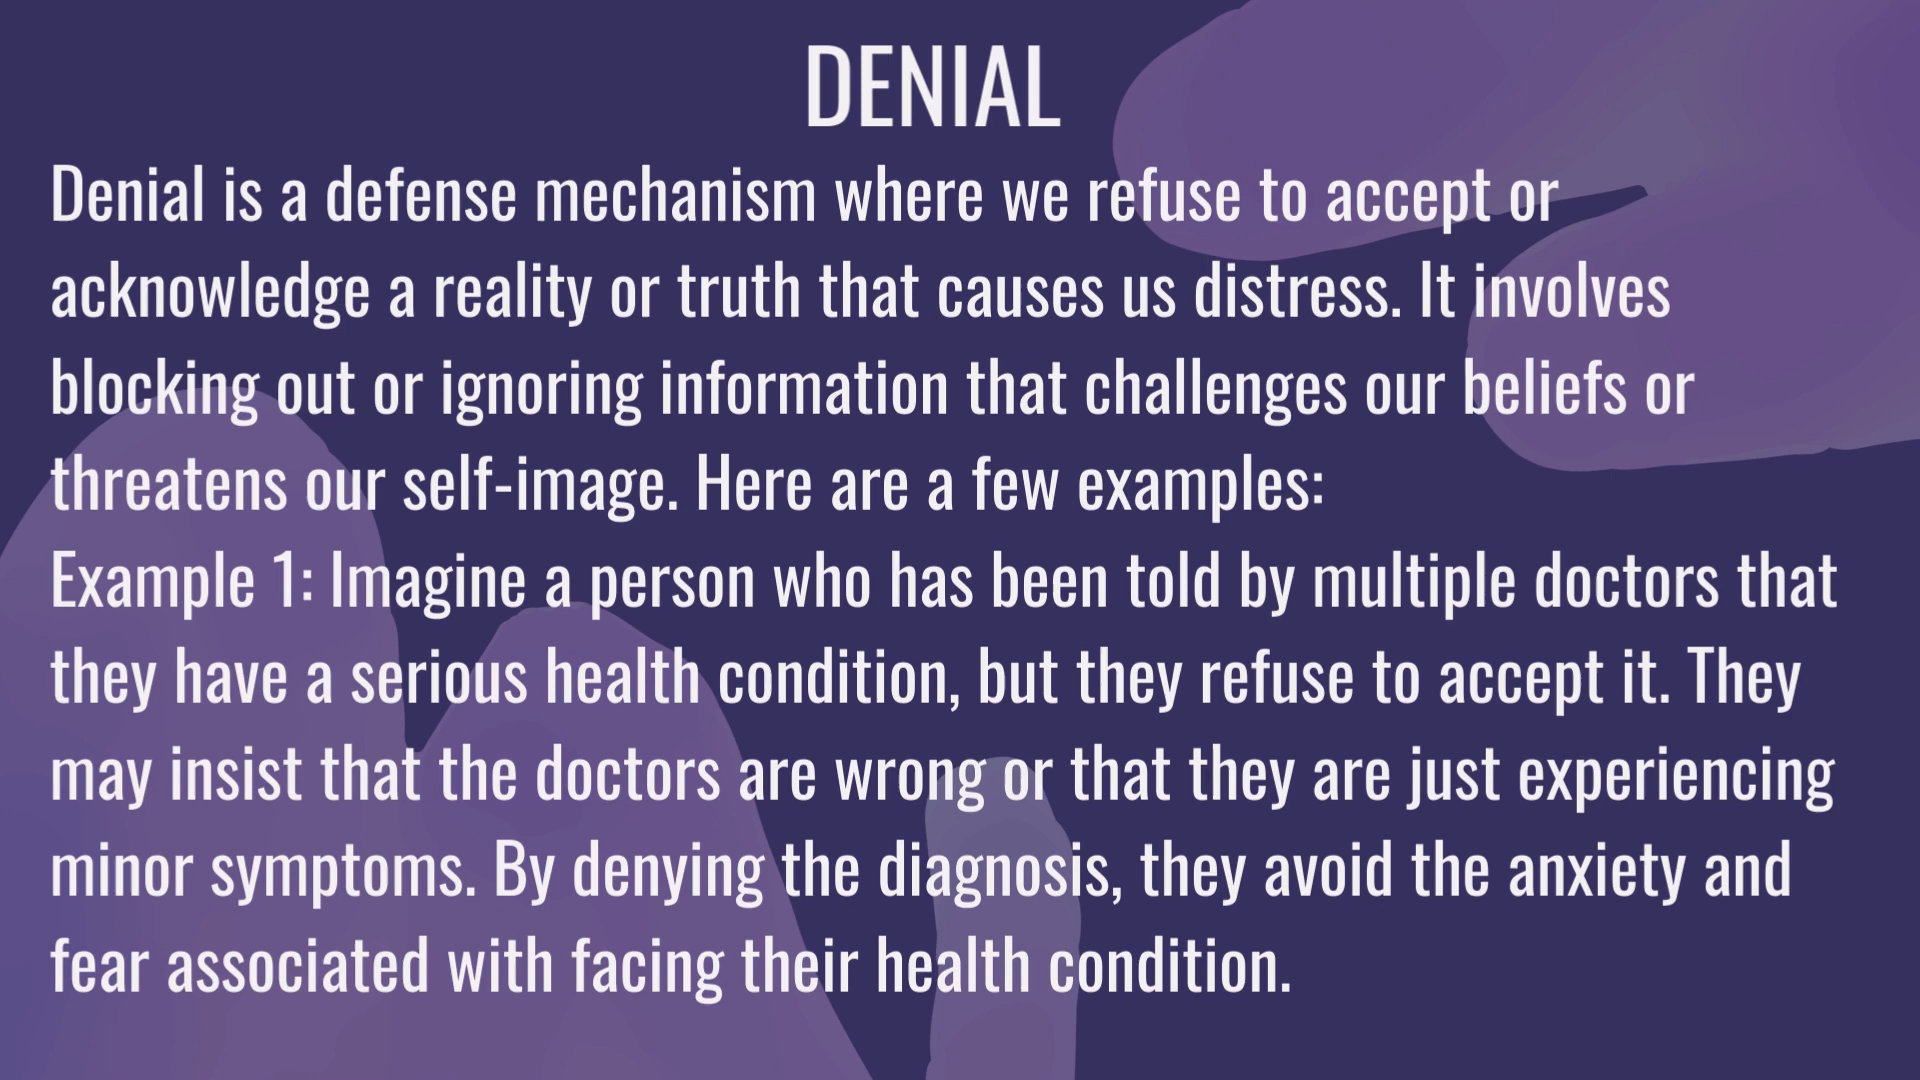 DENIAL
Denial is a defense mechanism where we refuse to accept or
acknowledge a reality or truth that causes us distress. It involves
blocking out or ignoring information that challenges our beliefs or
threatens our self-image. Here are a few examples:
Example 1: Imagine a person who has been told by multiple doctors that
they have a serious health condition, but they refuse to accept it. They
may insist that the doctors are wrong or that they are just experiencing
minor symptoms. By denying the diagnosis, they avoid the anxiety and
fear associated with facing their health condition.